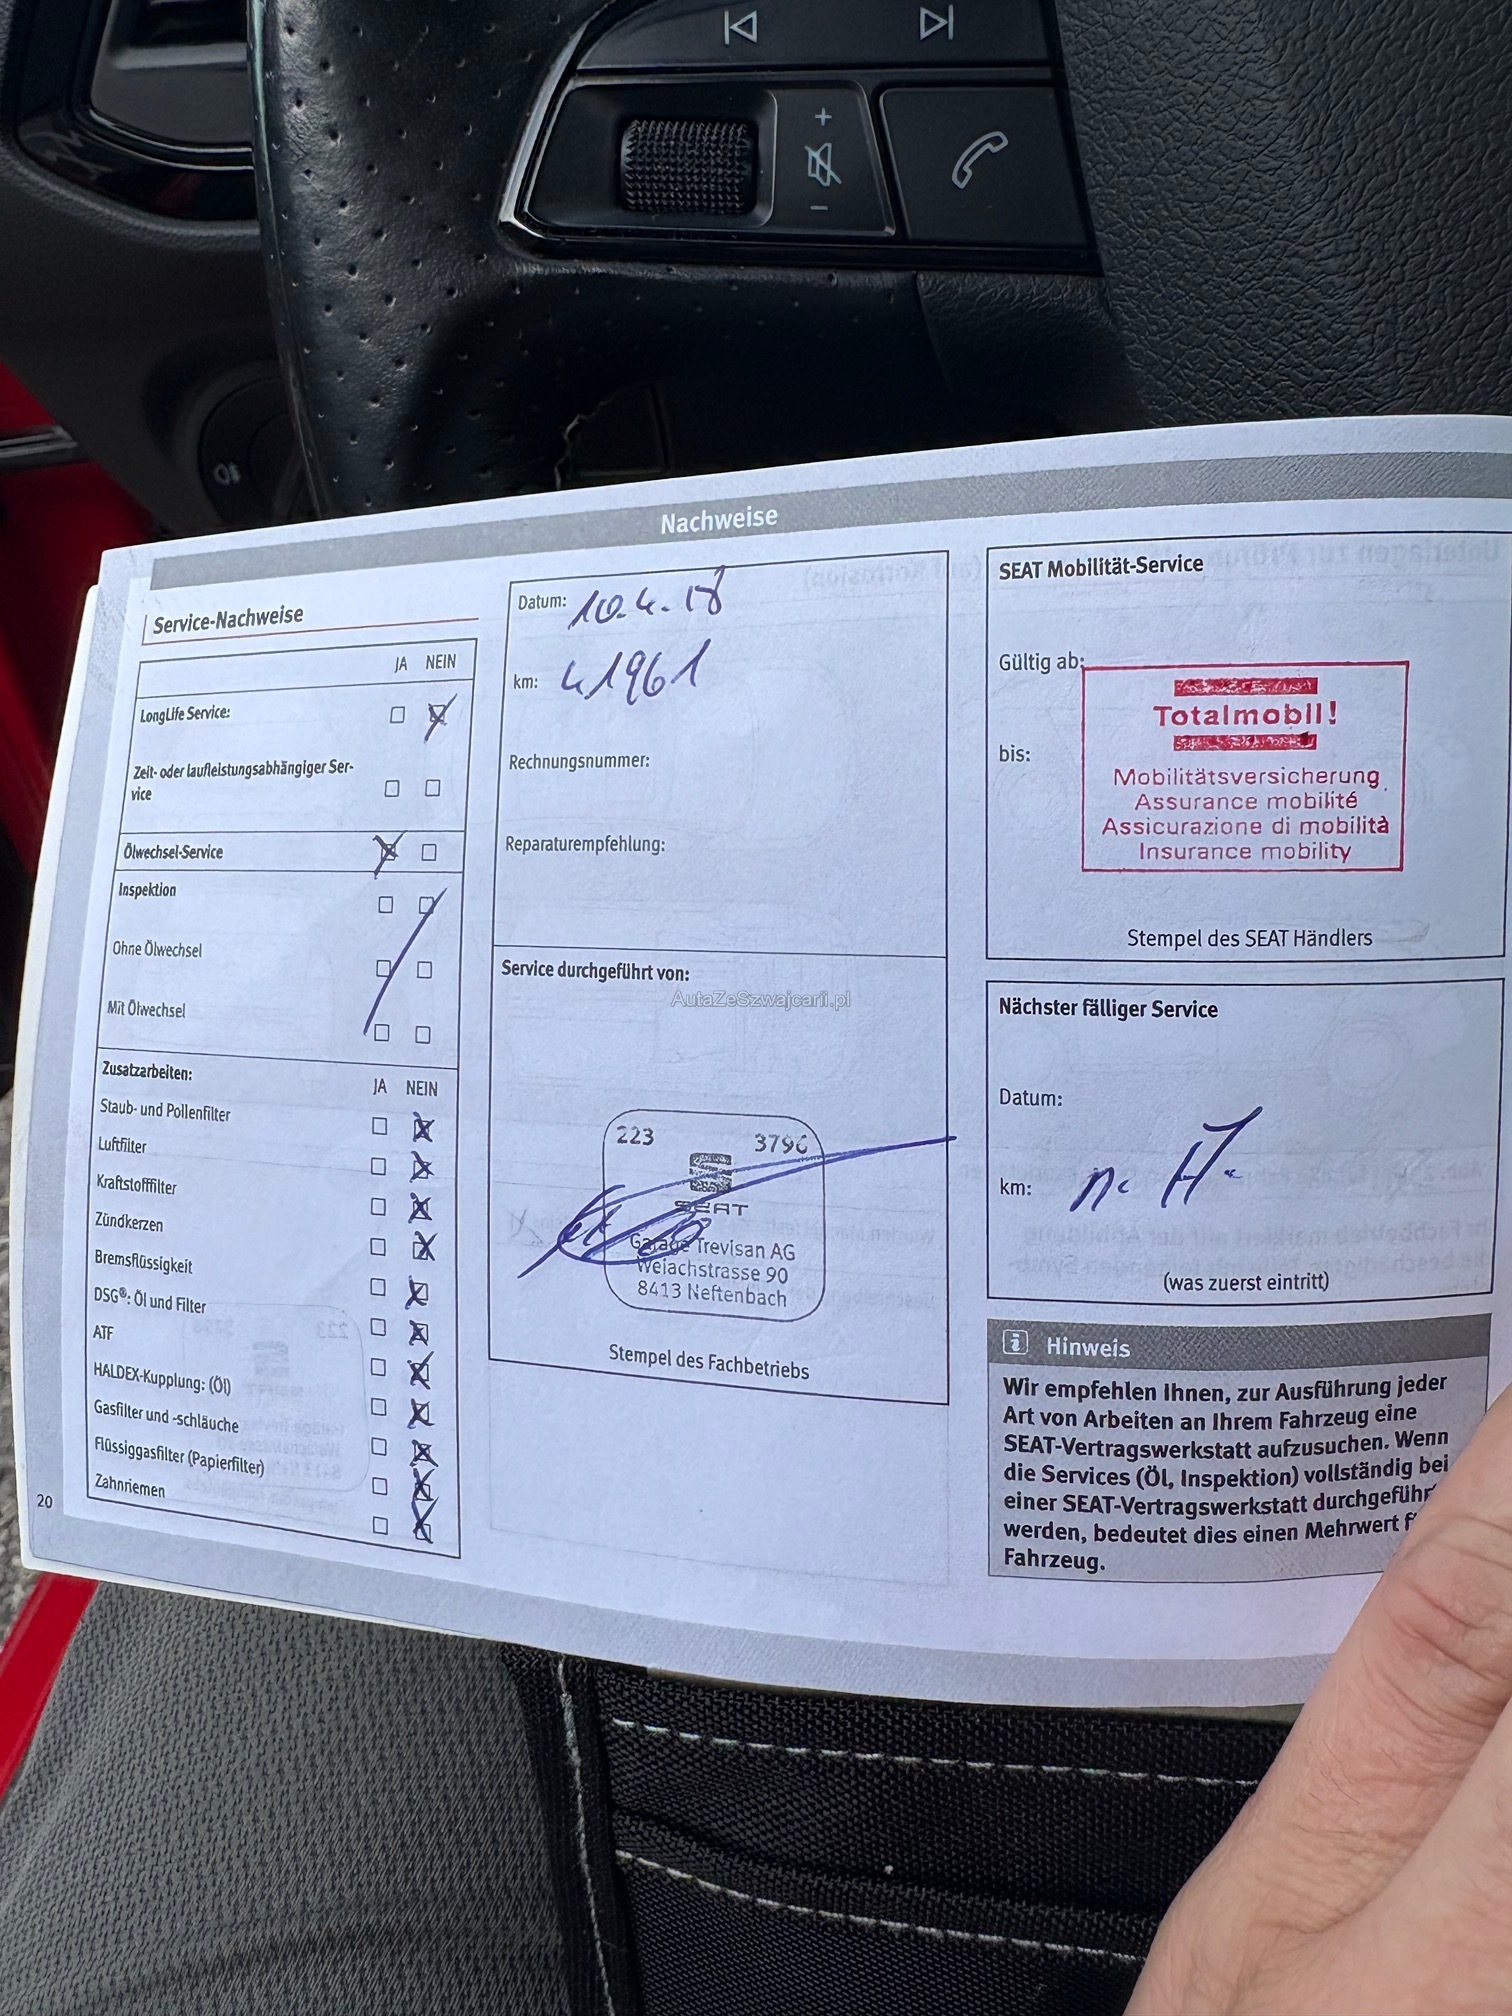 Nachweise
Service-Nachweise
JA NEIN
LongLife Service:
Zeit- oder laufleistungsabhängiger Ser-
vice
Ölwechsel-Service
Inspektion
Ohne Ölwechsel
Mit Ölwechsel
Zusatzarbeiten:
JA NEIN
Staub- und Pollenfilter
Luftfilter
Kraftstofffilter
Zündkerzen
Bremsflüssigkeit
DSG®: Öl und Filter
ATF
HALDEX-Kupplung: (Öl)
Gasfilter und -schläuche
Flüssiggasfilter (Papierfilter)
Zahnriemen
20
Datum: 10.4.18
km: 41961
Rechnungsnummer:
Reparaturempfehlung:
Service durchgeführt von:
AutaZeSzwajcarii.pl
223 3796
SEAT
Garage Trevisan AG
Weiachstrasse 90
8413 Neftenbach
Stempel des Fachbetriebs
SEAT Mobilität-Service
Gültig ab:
bis:
Totalmobil!
Mobilitätsversicherung
Assurance mobilité
Assicurazione di mobilità
Insurance mobility
Stempel des SEAT Händlers
Nächster fälliger Service
Datum:
km: n.
(was zuerst eintritt)
i Hinweis
Wir empfehlen Ihnen, zur Ausführung jeder
Art von Arbeiten an Ihrem Fahrzeug eine
SEAT-Vertragswerkstatt aufzusuchen. Wenn
die Services (Öl, Inspektion) vollständig bei
einer SEAT-Vertragswerkstatt durchgeführ
werden, bedeutet dies einen Mehrwert f
Fahrzeug.